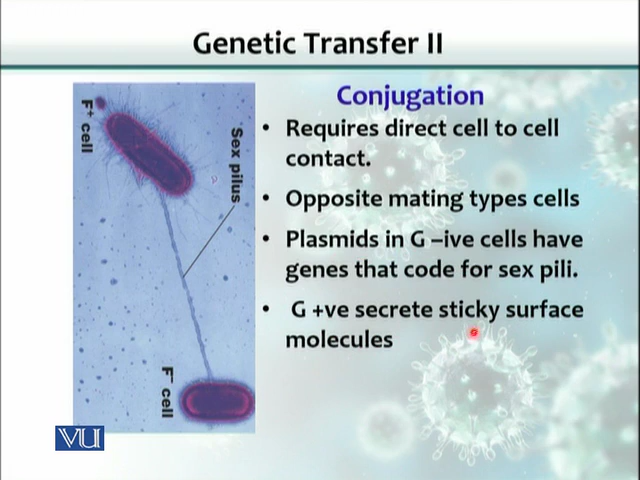 Genetic Transfer II
F+ cell
Sex pilus
F− cell
Conjugation
• Requires direct cell to cell
contact.
• Opposite mating types cells
• Plasmids in G –ive cells have
genes that code for sex pili.
• G +ve secrete sticky surface
molecules
VU